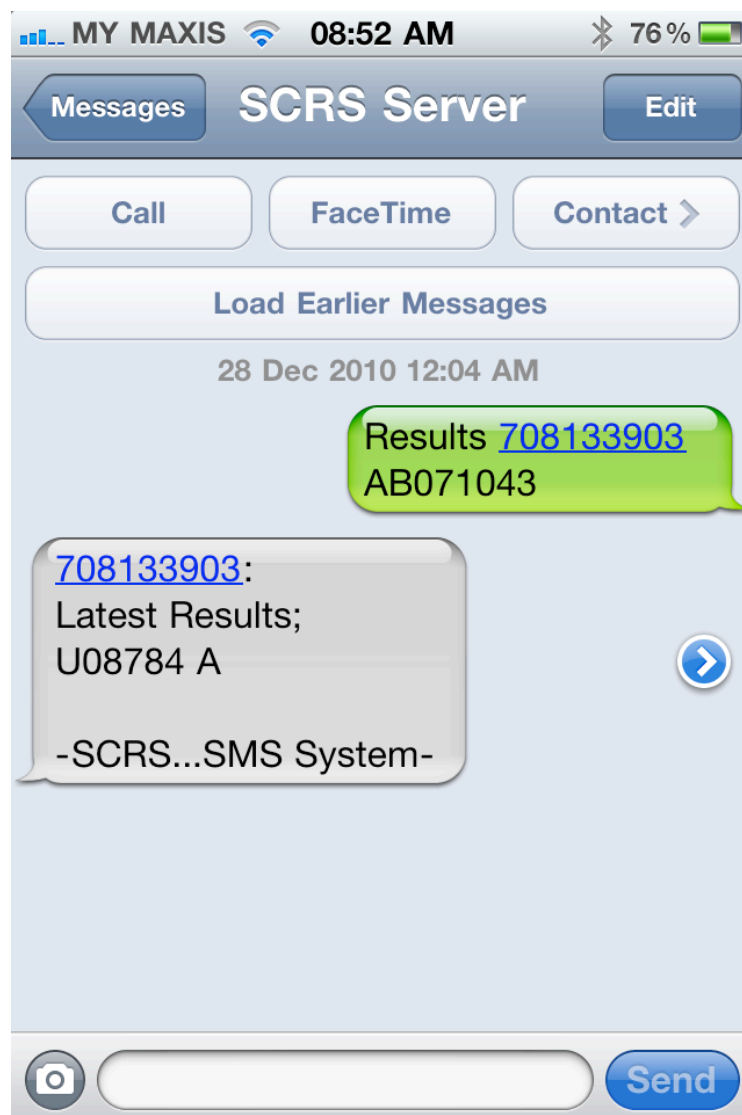 MY MAXIS 08:52 AM 76%
Messages SCRS Server Edit
Call FaceTime Contact
Load Earlier Messages
28 Dec 2010 12:04 AM
Results 708133903
AB071043
708133903:
Latest Results;
U08784 A
-SCRS...SMS System-
Send